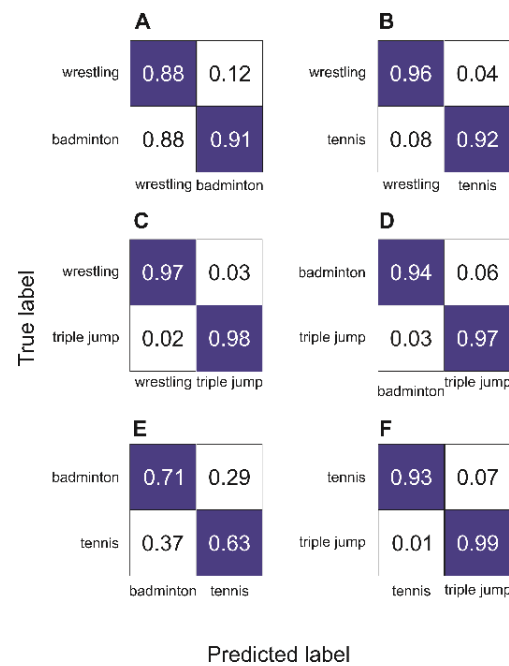 A
B
wrestling 0.88 0.12
wrestling 0.96 0.04
badminton 0.88 0.91
tennis 0.08 0.92
wrestling badminton
wrestling tennis
C
D
wrestling 0.97 0.03
badminton 0.94 0.06
triple jump 0.02 0.98
triple jump 0.03 0.97
wrestling triple jump
badminton triple jump
True label
E
F
badminton 0.71 0.29
tennis 0.93 0.07
tennis 0.37 0.63
triple jump 0.01 0.99
badminton tennis
tennis triple jump
Predicted label